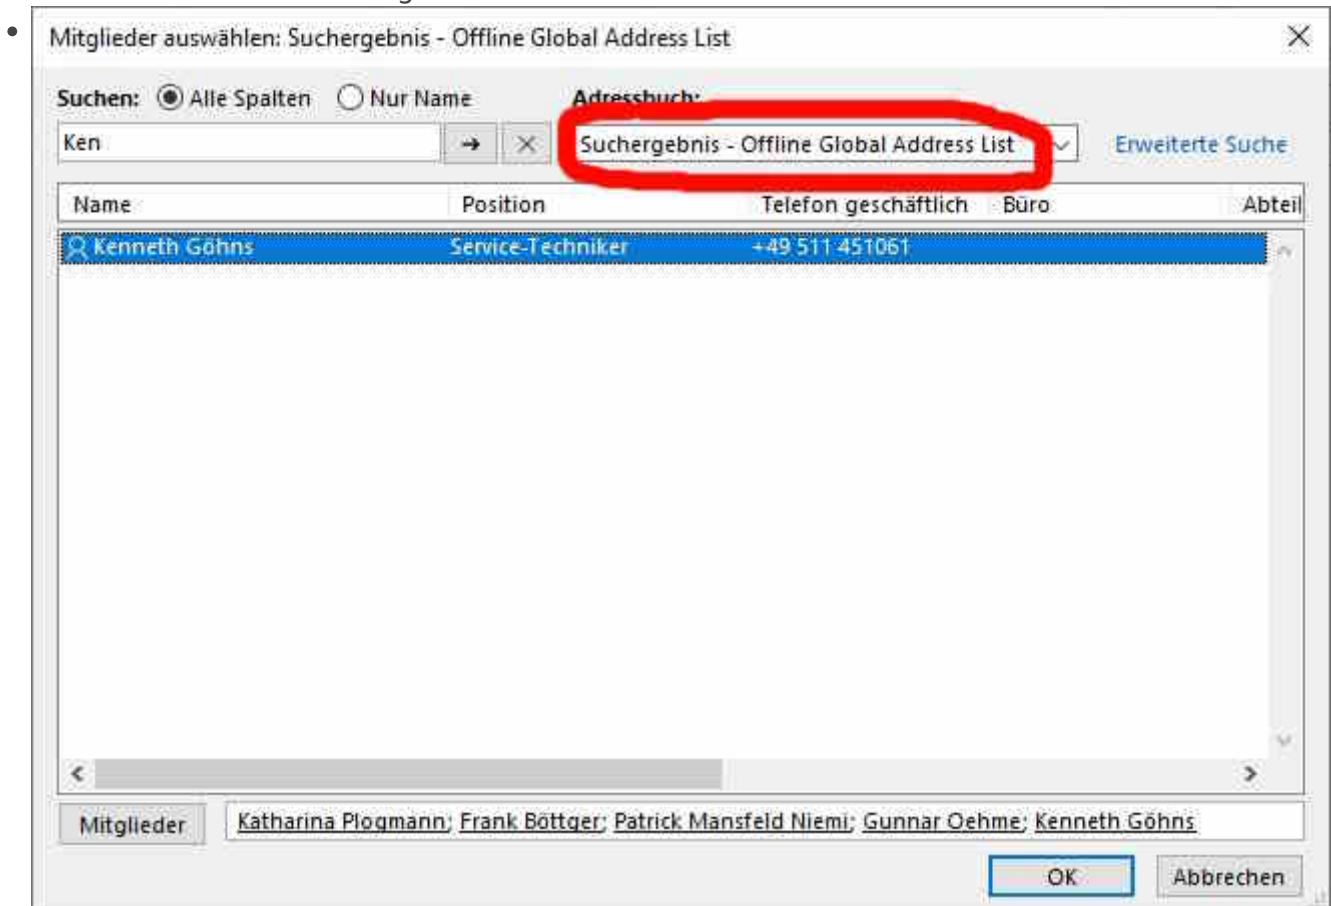 Mitglieder auswählen: Suchergebnis - Offline Global Address List
Suchen: Alle Spalten Nur Name Adressbuch:
Ken Suchergebnis - Offline Global Address List Erweiterte Suche
Name Position Telefon geschäftlich Büro Abteil
Kenneth Göhns Service-Techniker +49 511 451061
Mitglieder Katharina Plogmann; Frank Böttger; Patrick Mansfeld Niemi; Gunnar Oehme; Kenneth Göhns
OK Abbrechen